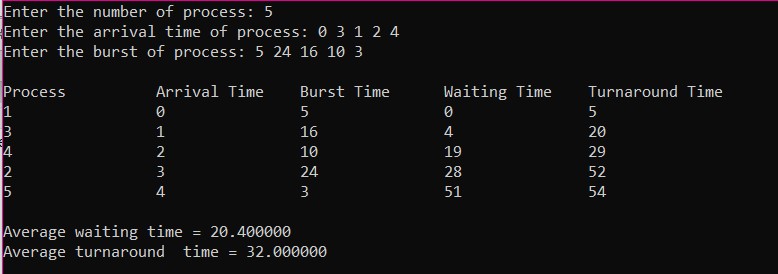 Enter the number of process: 5
Enter the arrival time of process: 0 3 1 2 4
Enter the burst of process: 5 24 16 10 3
Process Arrival Time Burst Time Waiting Time Turnaround Time
1 0 5 0 5
3 1 16 4 20
4 2 10 19 29
2 3 24 28 52
5 4 3 51 54
Average waiting time = 20.400000
Average turnaround  time = 32.000000